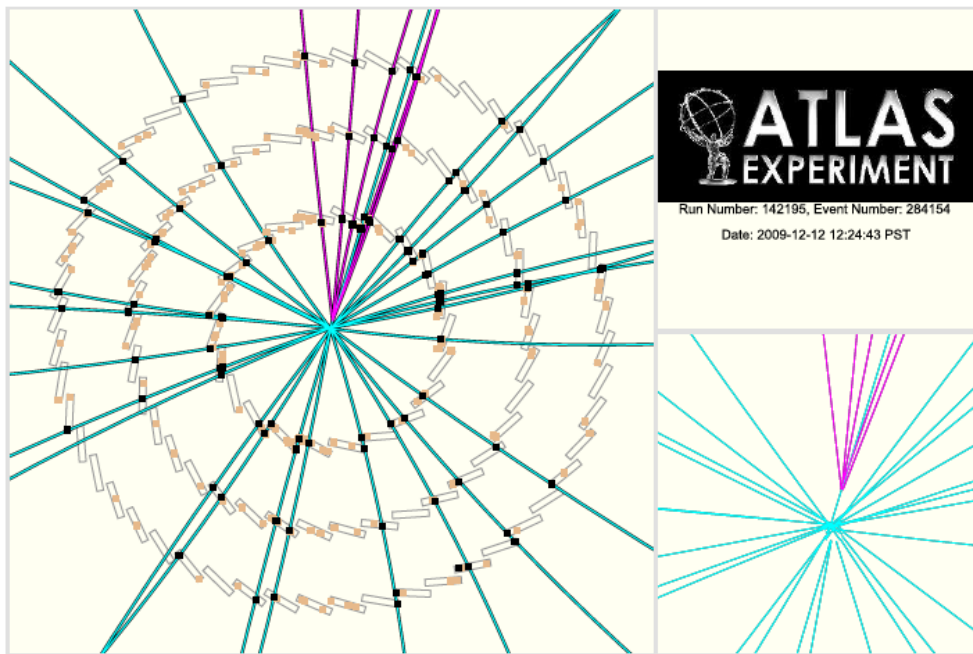 ATLAS
EXPERIMENT
Run Number: 142195, Event Number: 284154
Date: 2009-12-12 12:24:43 PST